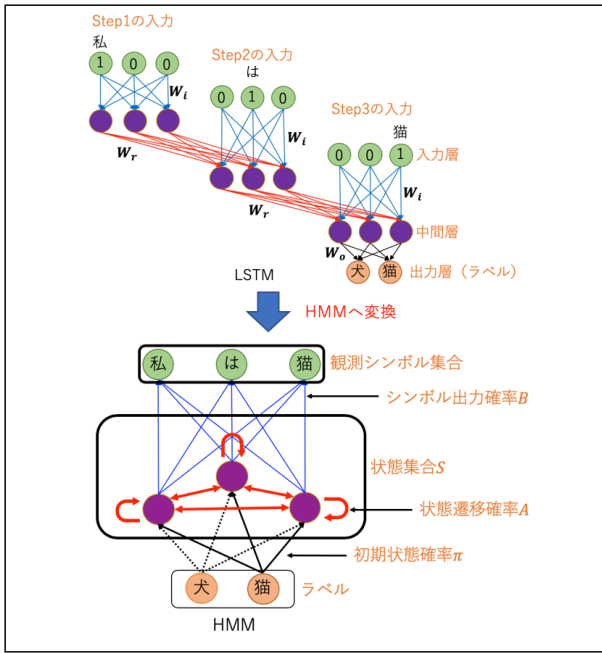 Step1の入力
私
1 0 0
W_i
Step2の入力
は
0 1 0
W_i
W_r
Step3の入力
猫
0 0 1
入力層
W_i
W_r
中間層
W_o
犬 猫
出力層（ラベル）
LSTM
HMMへ変換
私 は 猫
観測シンボル集合
シンボル出力確率B
状態集合S
状態遷移確率A
初期状態確率π
犬 猫
ラベル
HMM